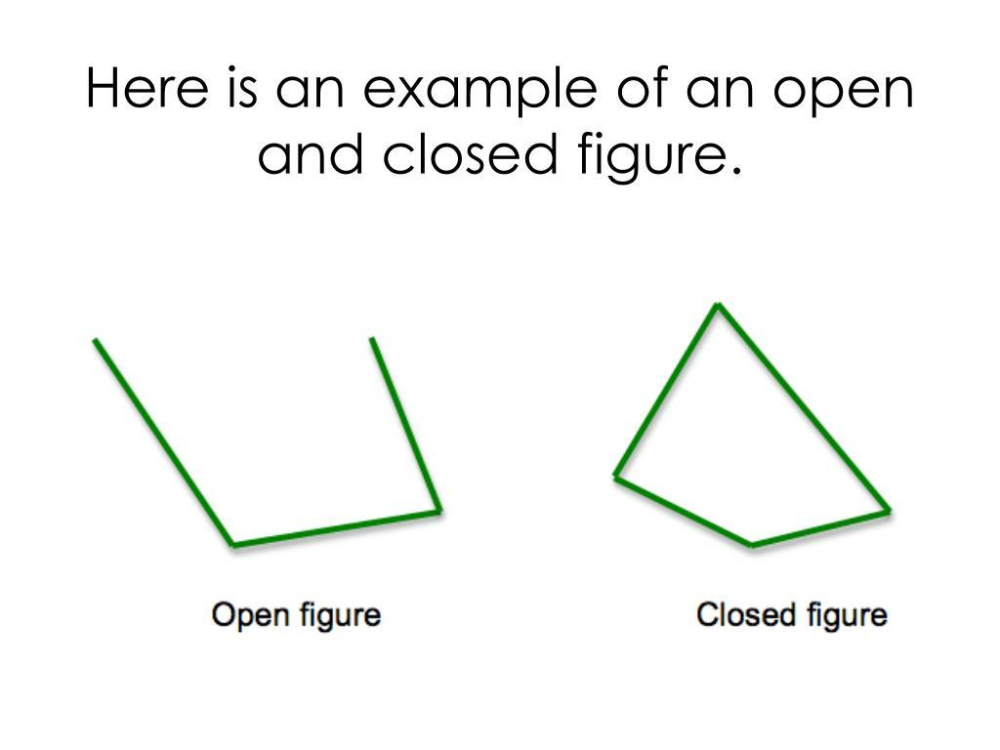 Here is an example of an open
and closed figure.
Open figure
Closed figure